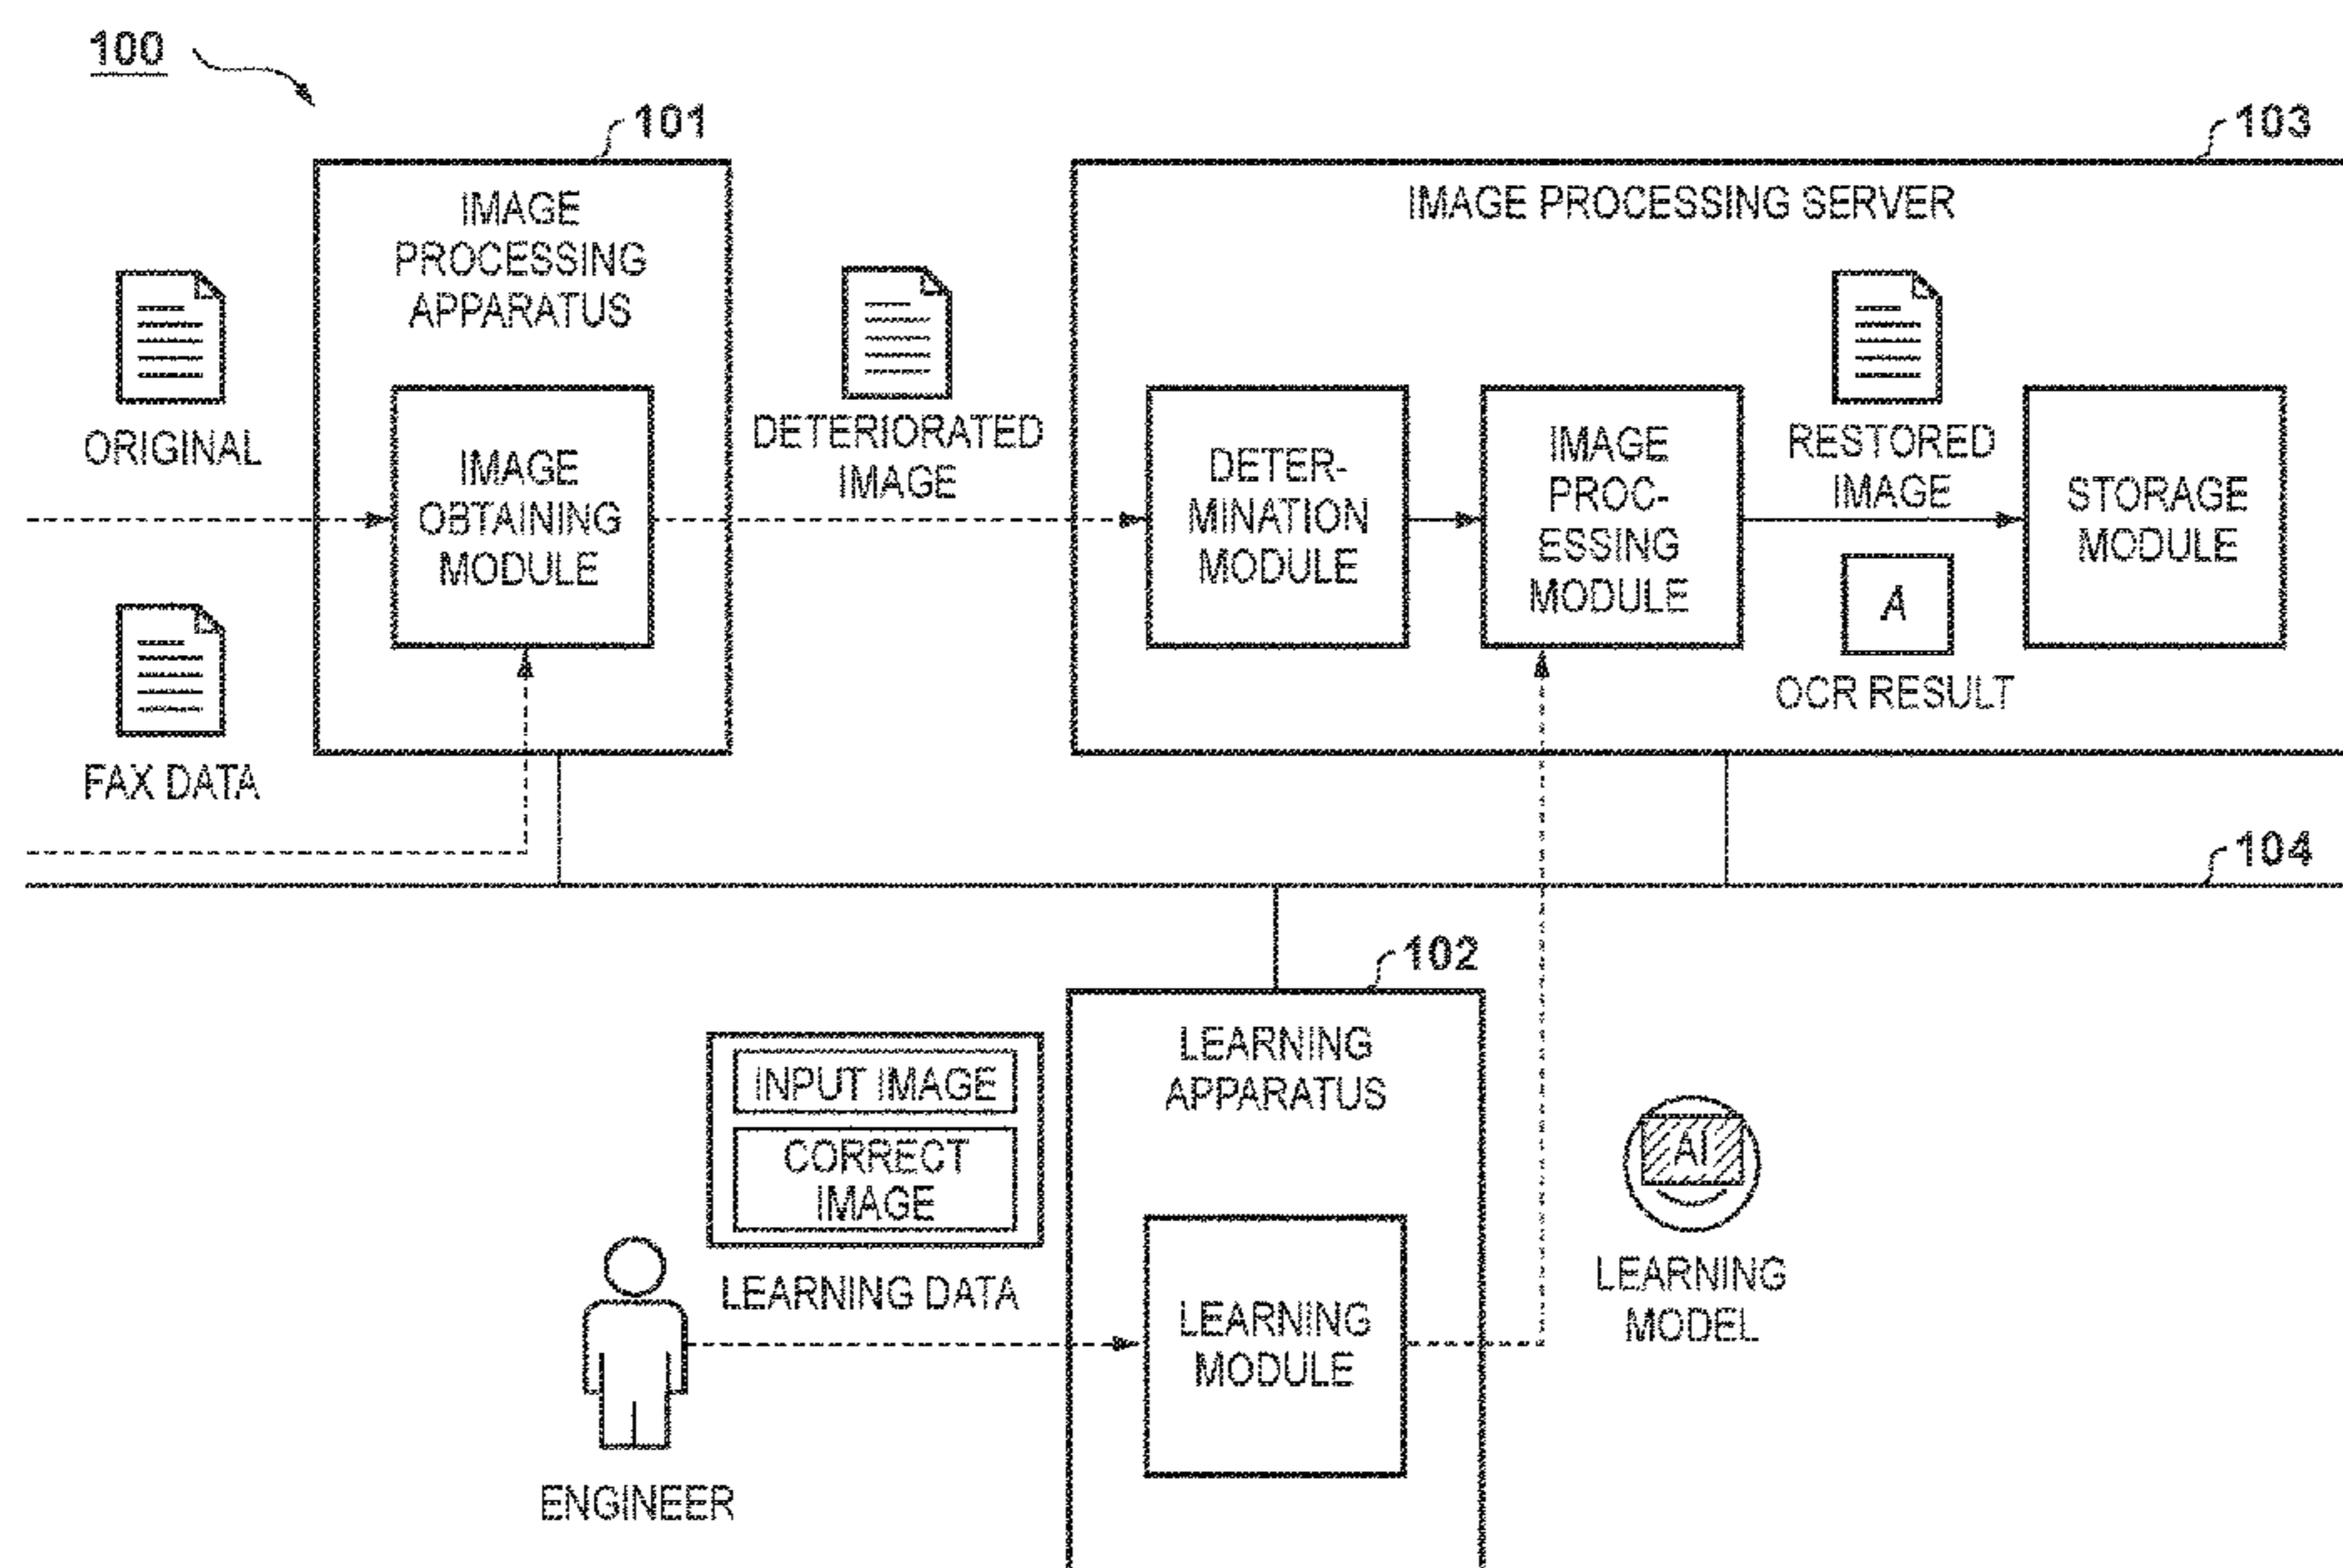 100
101
103
IMAGE
PROCESSING
APPARATUS
IMAGE PROCESSING SERVER
ORIGINAL
IMAGE
OBTAINING
MODULE
DETERIORATED
IMAGE
DETER-
MINATION
MODULE
IMAGE
PROC-
ESSING
MODULE
RESTORED
IMAGE
A
OCR RESULT
STORAGE
MODULE
FAX DATA
104
102
LEARNING
APPARATUS
INPUT IMAGE
CORRECT
IMAGE
LEARNING DATA
LEARNING
MODULE
AI
LEARNING
MODEL
ENGINEER